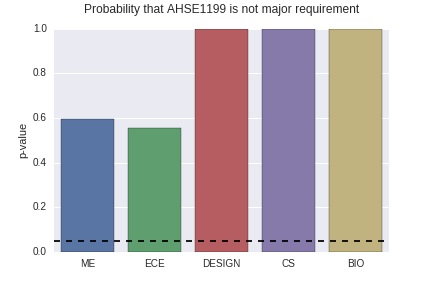 Probability that AHSE1199 is not major requirement
1.0
0.8
0.6
0.4
0.2
0.0
p-value
ME ECE DESIGN CS BIO